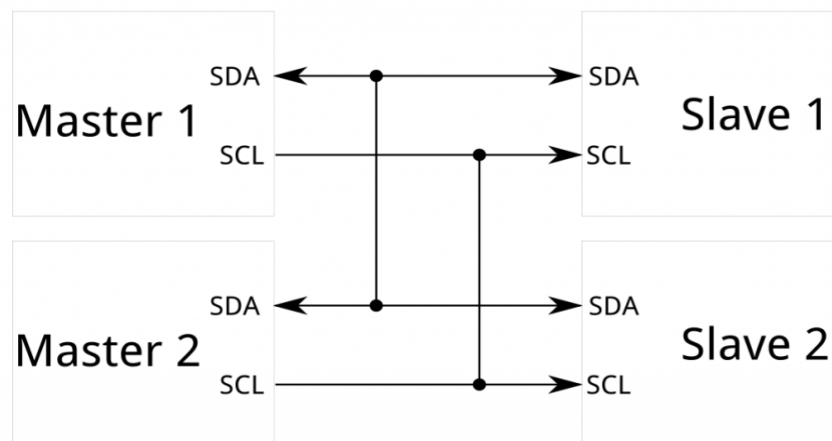 SDA
Master 1
SCL
SDA
Slave 1
SCL
SDA
Master 2
SCL
SDA
Slave 2
SCL